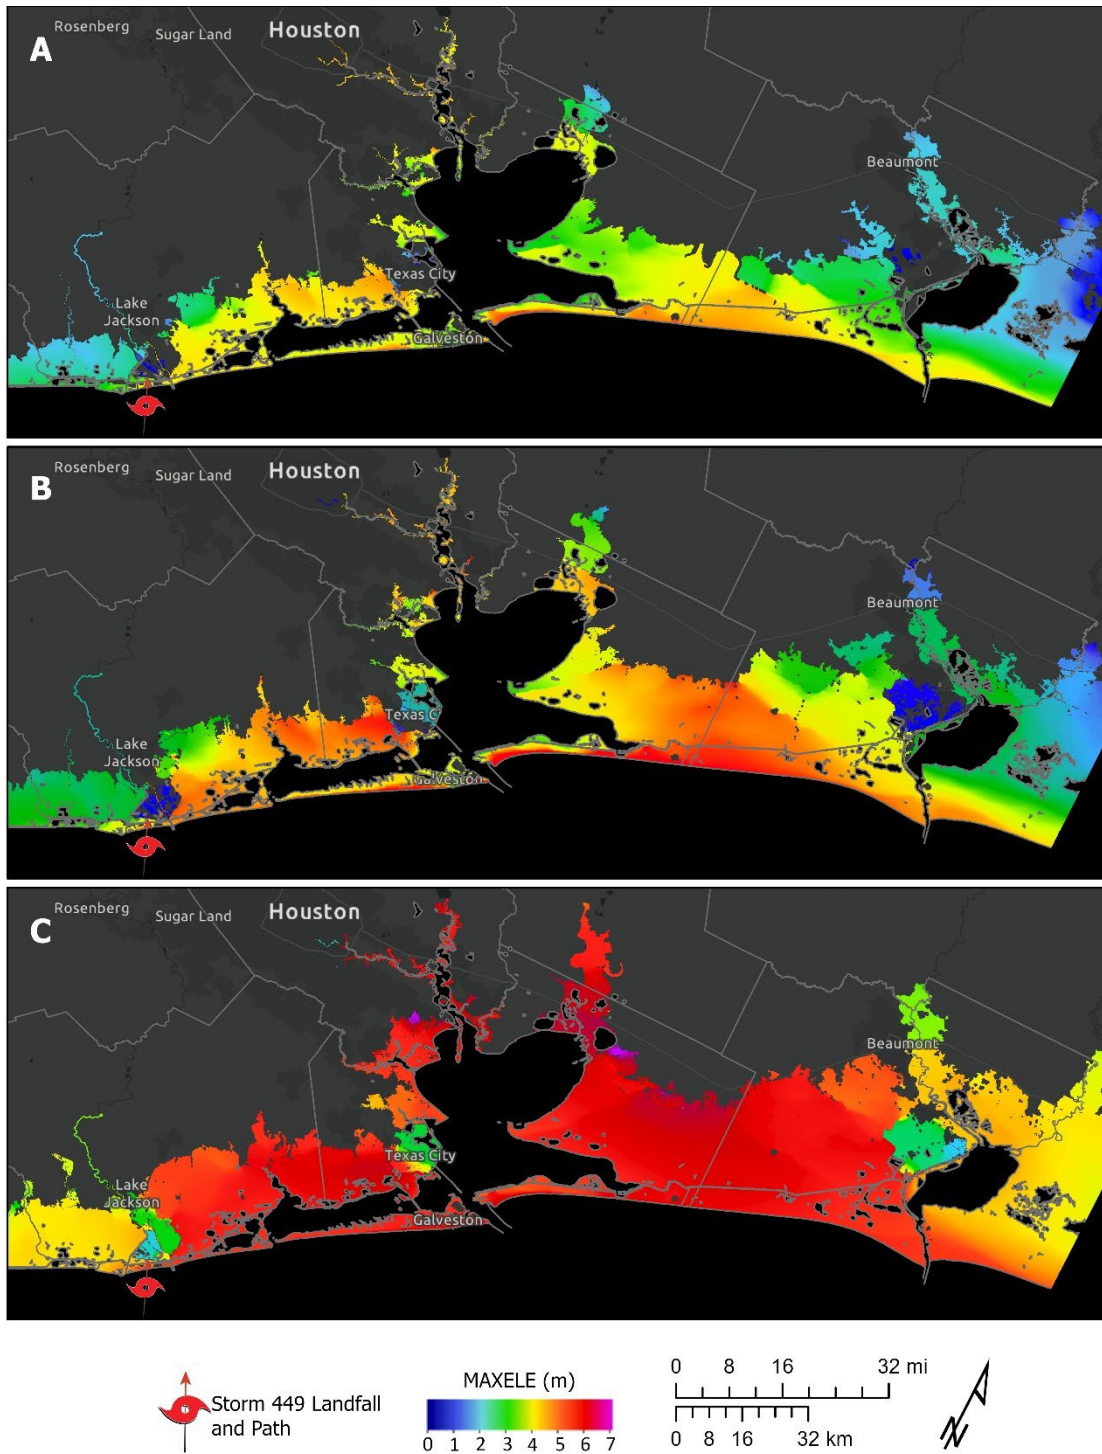 A
Rosenberg
Sugar Land
Houston
Beaumont
Texas City
Lake
Jackson
Galveston
B
Rosenberg
Sugar Land
Houston
Beaumont
Texas C
Lake
Jackson
Galveston
C
Rosenberg
Sugar Land
Houston
Beaumont
Texas City
Lake
Jackson
Galveston
Storm 449 Landfall
and Path
MAXELE (m)
0 1 2 3 4 5 6 7
0 8 16 32 mi
0 8 16 32 km
N